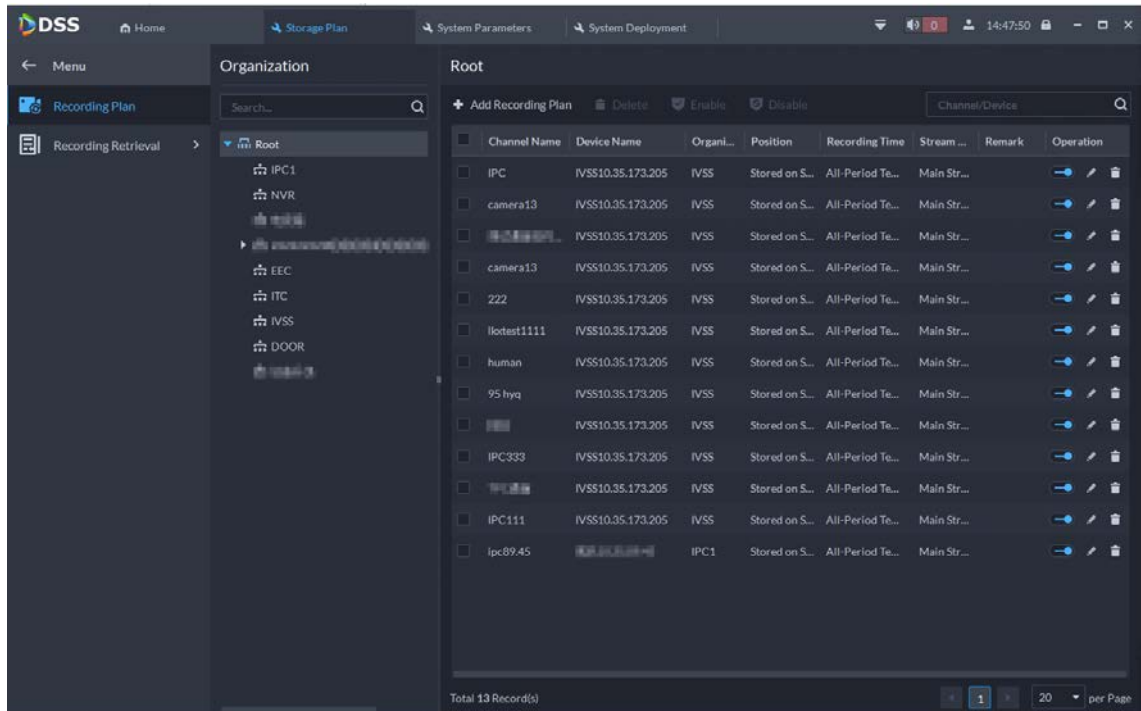 DSS Home Storage Plan System Parameters System Deployment 0 14:47:50
Menu
Recording Plan
Recording Retrieval
Organization
Search...
Root
IPC1
NVR
EEC
ITC
IVSS
DOOR
Root
Add Recording Plan Delete Enable Disable Channel/Device
Channel Name Device Name Organi... Position Recording Time Stream ... Remark Operation
IPC IVSS10.35.173.205 IVSS Stored on S... All-Period Te... Main Str...
camera13 IVSS10.35.173.205 IVSS Stored on S... All-Period Te... Main Str...
IVSS10.35.173.205 IVSS Stored on S... All-Period Te... Main Str...
camera13 IVSS10.35.173.205 IVSS Stored on S... All-Period Te... Main Str...
222 IVSS10.35.173.205 IVSS Stored on S... All-Period Te... Main Str...
IVSS10.35.173.205 IVSS Stored on S... All-Period Te... Main Str...
human IVSS10.35.173.205 IVSS Stored on S... All-Period Te... Main Str...
95 hyq IVSS10.35.173.205 IVSS Stored on S... All-Period Te... Main Str...
IVSS10.35.173.205 IVSS Stored on S... All-Period Te... Main Str...
IPC333 IVSS10.35.173.205 IVSS Stored on S... All-Period Te... Main Str...
IVSS10.35.173.205 IVSS Stored on S... All-Period Te... Main Str...
IPC111 IVSS10.35.173.205 IVSS Stored on S... All-Period Te... Main Str...
ipc89.45 IPC1 Stored on S... All-Period Te... Main Str...
Total 13 Record(s) 1 20 per Page